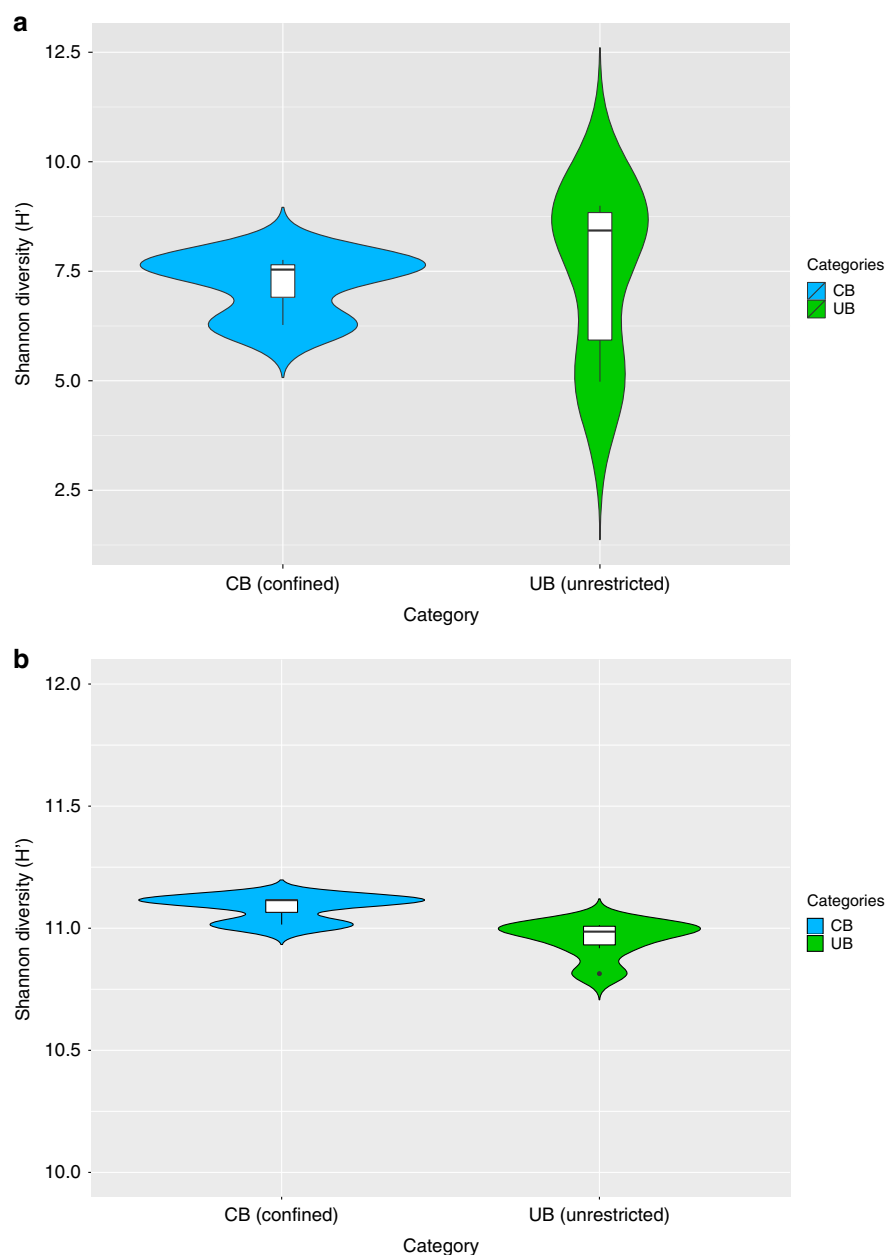 a
12.5
10.0
7.5
5.0
2.5
Shannon diversity (H')
CB (confined)
UB (unrestricted)
Category
Categories
CB
UB
b
12.0
11.5
11.0
10.5
10.0
Shannon diversity (H')
CB (confined)
UB (unrestricted)
Category
Categories
CB
UB